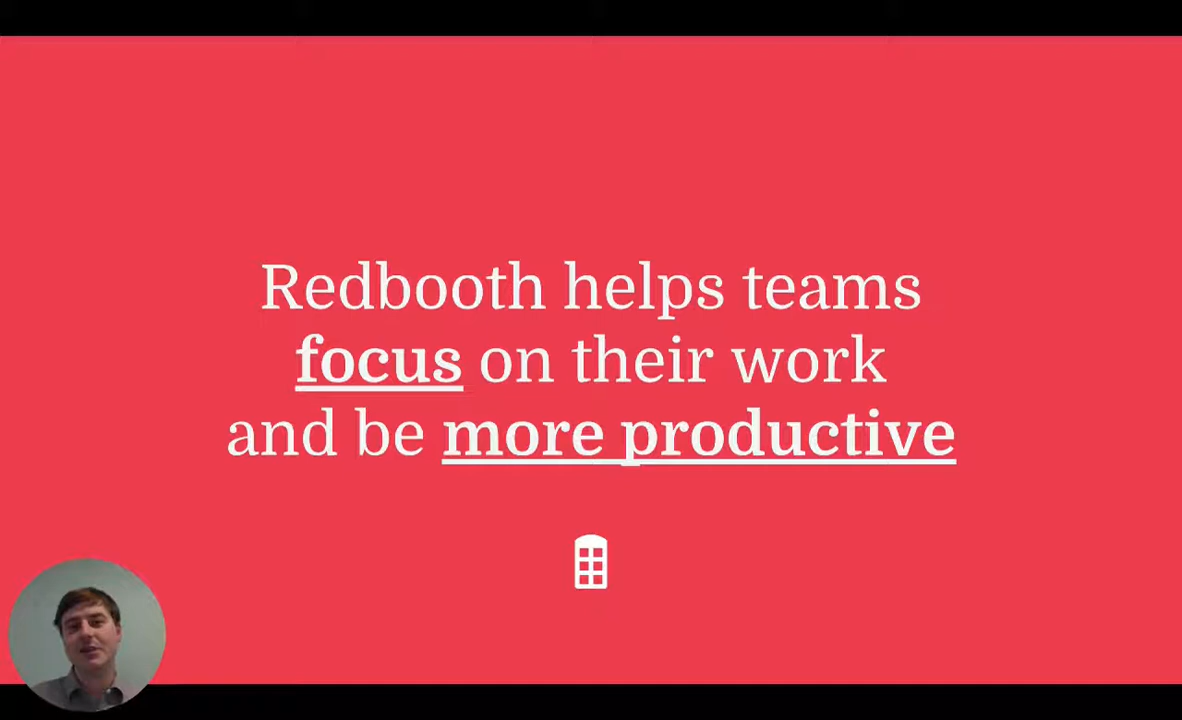 Redbooth helps teams
focus on their work
and be more productive